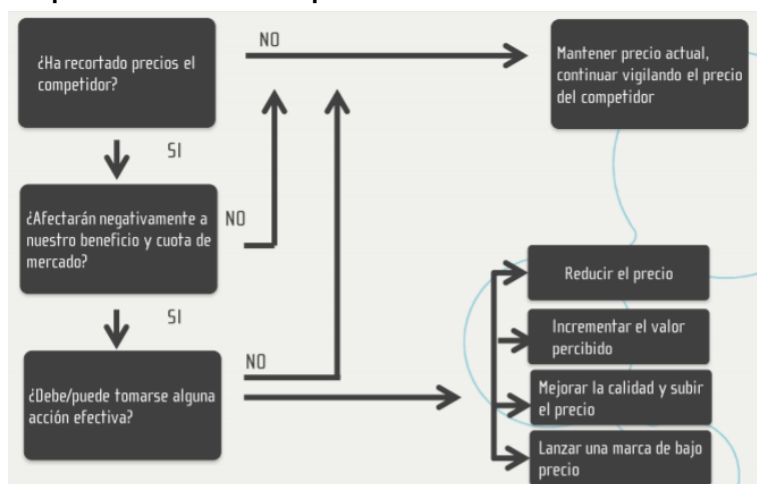 ¿Ha recortado precios el
competidor?
NO
Mantener precio actual,
continuar vigilando el precio
del competidor
SI
¿Afectarán negativamente a
nuestro beneficio y cuota de
mercado?
NO
SI
Reducir el precio
Incrementar el valor
percibido
¿Debe/puede tomarse alguna
acción efectiva?
NO
Mejorar la calidad y subir
el precio
Lanzar una marca de bajo
precio